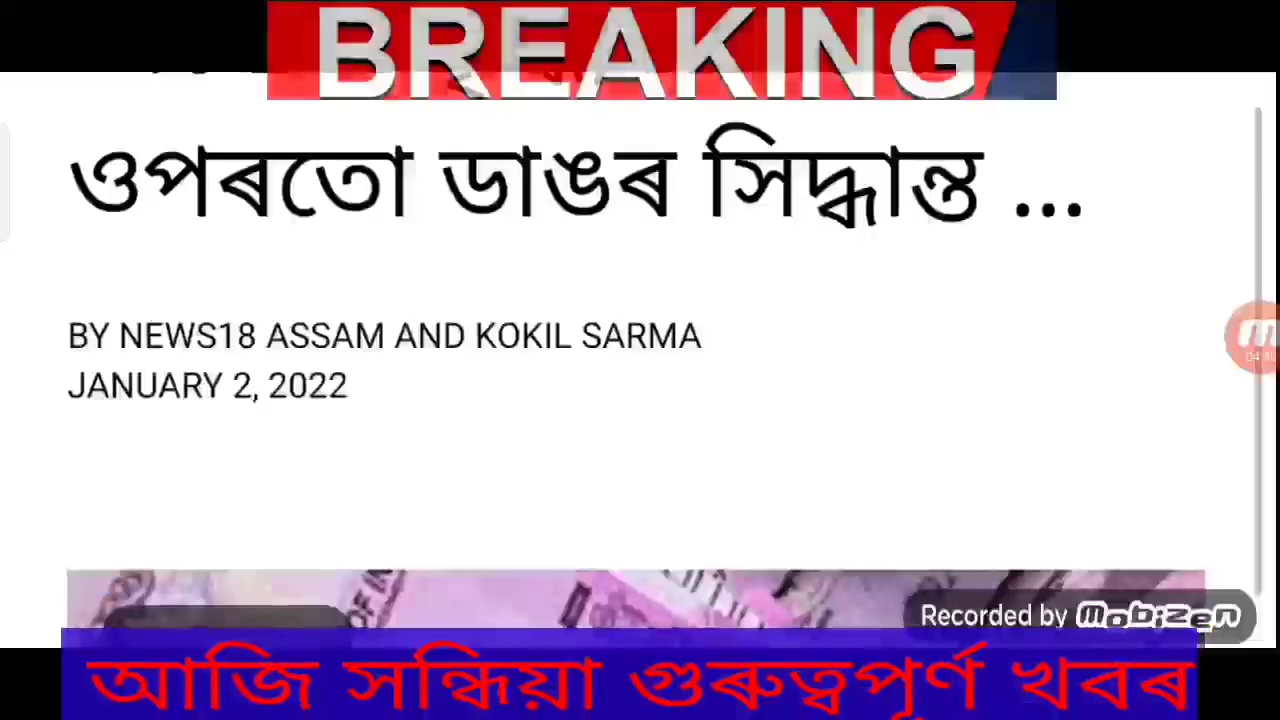 BREAKING
ওপৰতো ডাঙৰ সিদ্ধান্ত ...
BY NEWS18 ASSAM AND KOKIL SARMA
JANUARY 2, 2022
Recorded by Mobizen
আজি সন্ধিয়া গুৰুত্বপূৰ্ণ খবৰ